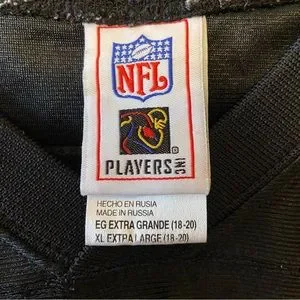 NFL
PLAYERS INC
®
HECHO EN RUSIA
MADE IN RUSSIA
EG EXTRA GRANDE (18-20)
XL EXTRA LARGE (18-20)